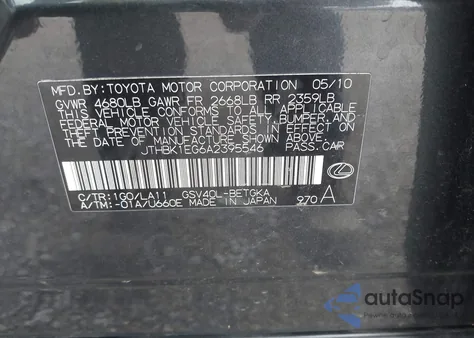 MFD.BY:TOYOTA MOTOR CORPORATION 05/10
GVWR 4680LB GAWR FR 2668LB RR 2359LB
THIS VEHICLE CONFORMS TO ALL APPLICABLE
FEDERAL MOTOR VEHICLE SAFETY, BUMPER, AND
THEFT PREVENTION STANDARDS IN EFFECT ON
THE DATE OF MANUFACTURE SHOWN ABOVE.
JTHBK1EG6A2395546 PASS.CAR
C/TR:1G0/LA11 GSV40L-BETGKA
A/TM:-01A/U660E MADE IN JAPAN 970 A
autoSnap